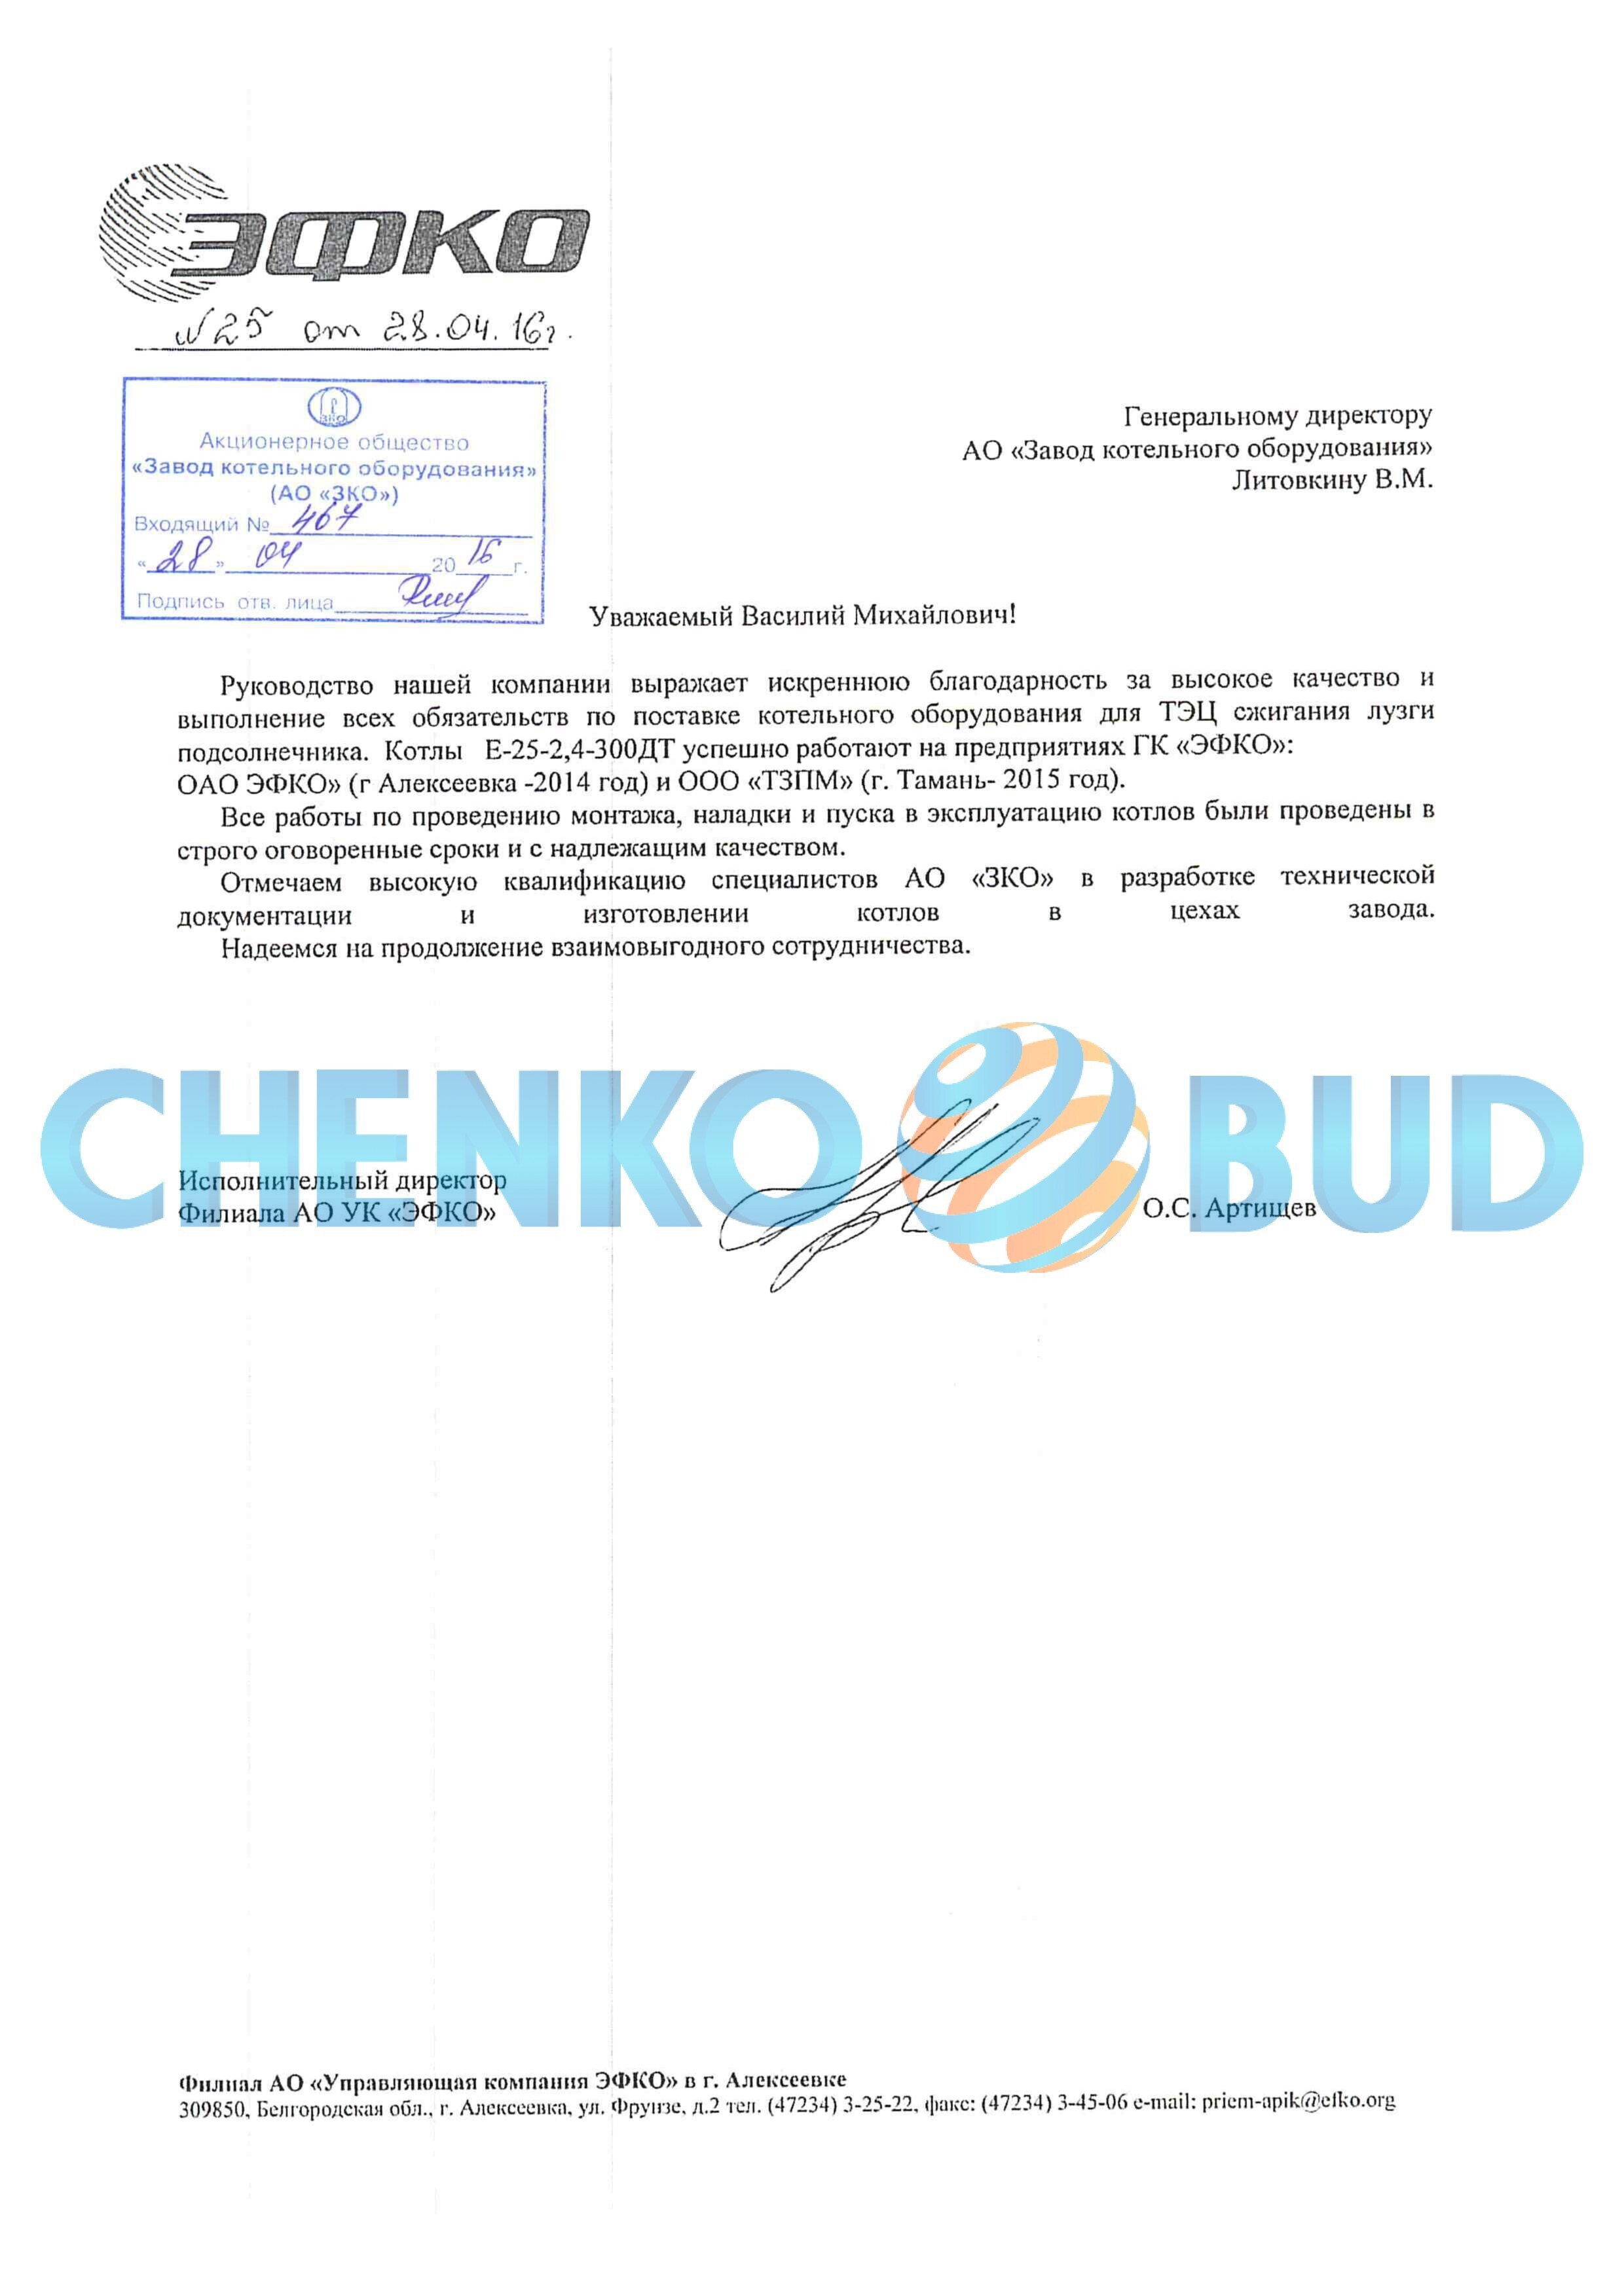 ЭФКО
№25 от 28.04.16г.
ЗКО
Акционерное общество
«Завод котельного оборудования»
(АО «ЗКО»)
Входящий № 467
«28» 04 2016 г.
Подпись отв. лица
Генеральному директору
АО «Завод котельного оборудования»
Литовкину В.М.
Уважаемый Василий Михайлович!
Руководство нашей компании выражает искреннюю благодарность за высокое качество и
выполнение всех обязательств по поставке котельного оборудования для ТЭЦ сжигания лузги
подсолнечника. Котлы Е-25-2,4-300ДТ успешно работают на предприятиях ГК «ЭФКО»:
ОАО ЭФКО» (г Алексеевка -2014 год) и ООО «ТЗПМ» (г. Тамань- 2015 год).
Все работы по проведению монтажа, наладки и пуска в эксплуатацию котлов были проведены в
строго оговоренные сроки и с надлежащим качеством.
Отмечаем высокую квалификацию специалистов АО «ЗКО» в разработке технической
документации и изготовлении котлов в цехах завода.
Надеемся на продолжение взаимовыгодного сотрудничества.
CHENKO BUD
Исполнительный директор
Филиала АО УК «ЭФКО»
О.С. Артищев
Филиал АО «Управляющая компания ЭФКО» в г. Алексеевке
309850, Белгородская обл., г. Алексеевка, ул. Фрунзе, д.2 тел. (47234) 3-25-22, факс: (47234) 3-45-06 e-mail: priem-apik@efko.org